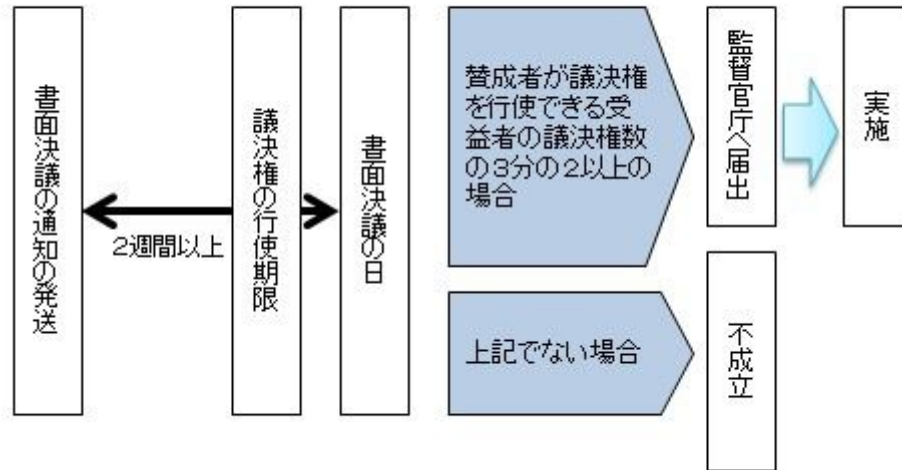 書面決議の通知の発送
2週間以上
議決権の行使期限
書面決議の日
賛成者が議決権
を行使できる受
益者の議決権数
の3分の2以上の
場合
監督官庁へ届出
実施
上記でない場合
不成立